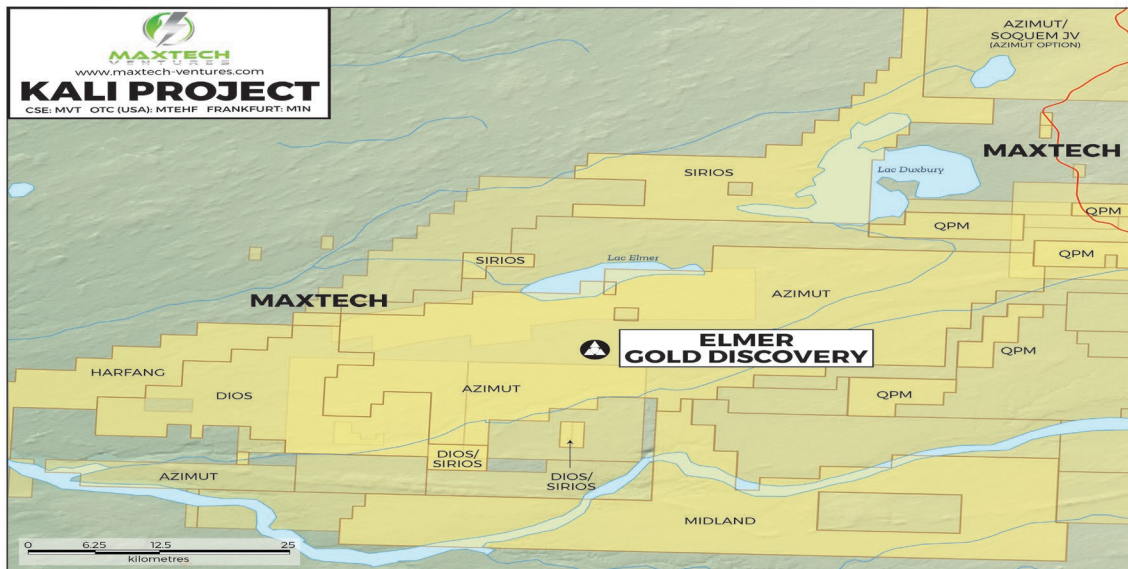 MAXTECH
VENTURES
www.maxtech-ventures.com
KALI PROJECT
CSE: MVT OTC (USA): MTEHF FRANKFURT: M1N
AZIMUT/
SOQUEM JV
(AZIMUT OPTION)
MAXTECH
SIRIOS
Lac Duxbury
QPM
QPM
QPM
SIRIOS
Lac Elmer
AZIMUT
MAXTECH
ELMER
GOLD DISCOVERY
QPM
HARFANG
DIOS
AZIMUT
QPM
DIOS/
SIRIOS
DIOS/
SIRIOS
AZIMUT
MIDLAND
0 6.25 12.5 25
kilometres